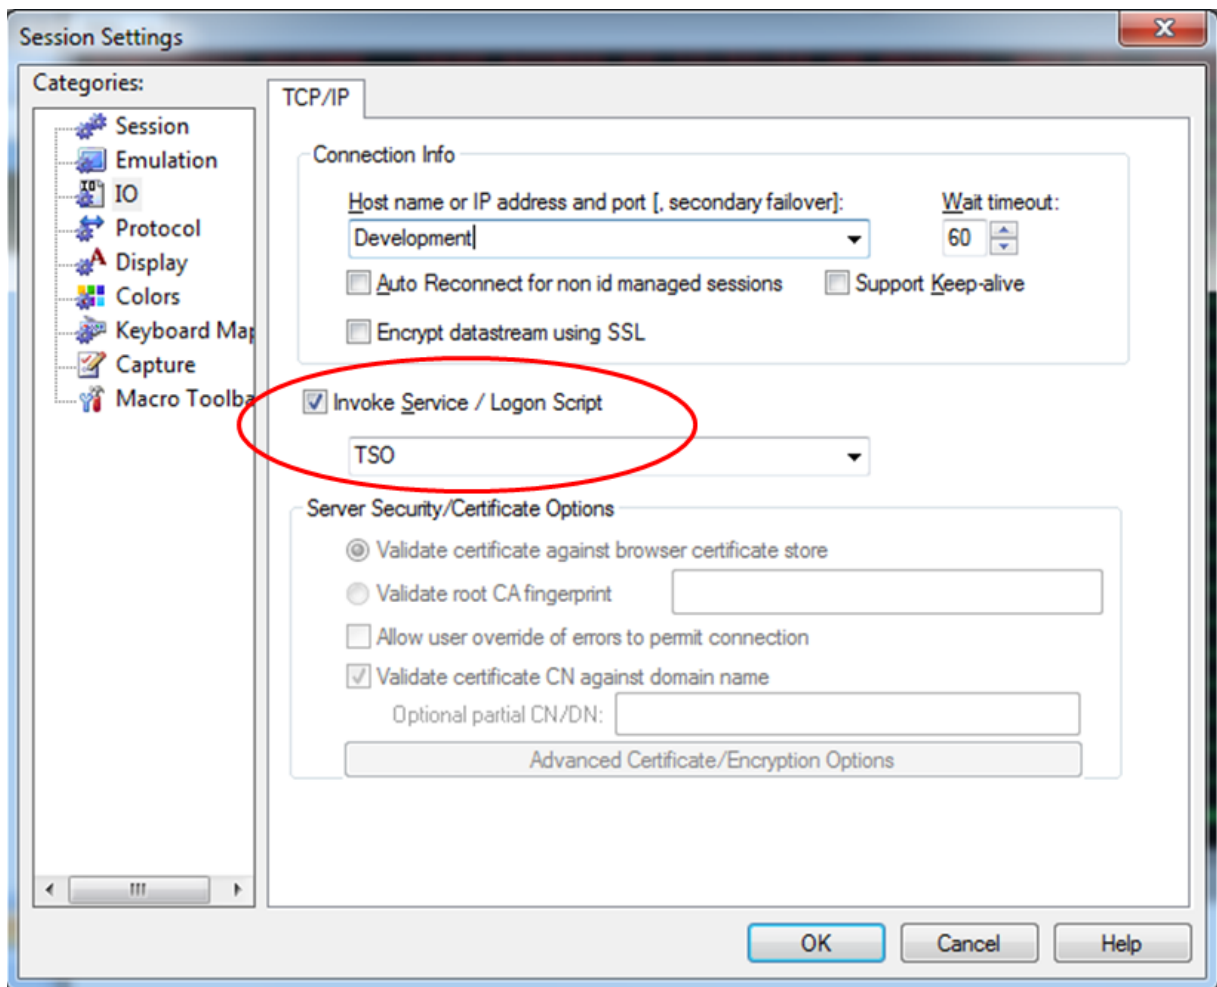 Session Settings
Categories:
Session
Emulation
IO
Protocol
Display
Colors
Keyboard Map
Capture
Macro Toolba
TCP/IP
Connection Info
Host name or IP address and port [, secondary failover]:
Wait timeout:
Development
60
Auto Reconnect for non id managed sessions
Support Keep-alive
Encrypt datastream using SSL
Invoke Service / Logon Script
TSO
Server Security/Certificate Options
Validate certificate against browser certificate store
Validate root CA fingerprint
Allow user override of errors to permit connection
Validate certificate CN against domain name
Optional partial CN/DN:
Advanced Certificate/Encryption Options
OK
Cancel
Help